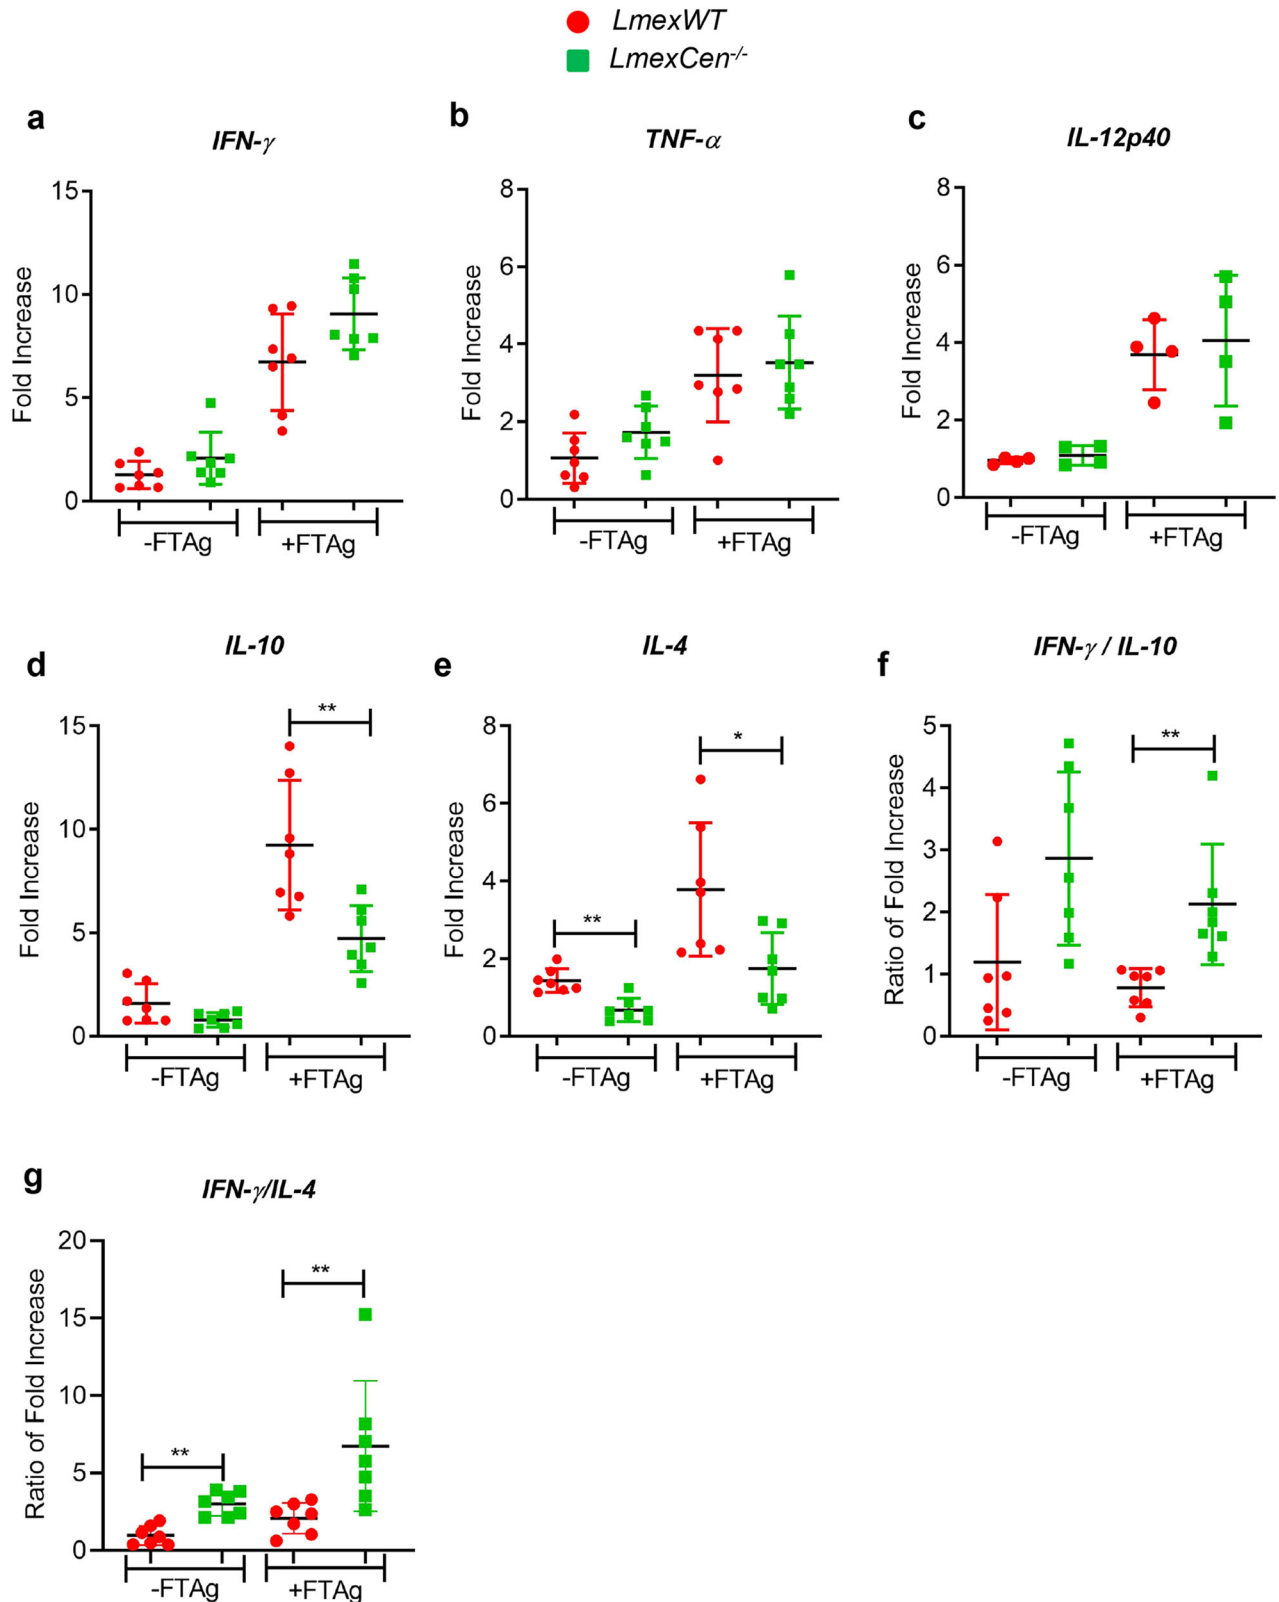 LmexWT
LmexCen-/-
a
IFN-γ
Fold Increase
15
10
5
0
-FTAg
+FTAg
b
TNF-α
Fold Increase
8
6
4
2
0
-FTAg
+FTAg
c
IL-12p40
Fold Increase
8
6
4
2
0
-FTAg
+FTAg
d
IL-10
Fold Increase
15
10
5
0
**
-FTAg
+FTAg
e
IL-4
Fold Increase
8
6
4
2
0
**
*
-FTAg
+FTAg
f
IFN-γ / IL-10
Ratio of Fold Increase
5
4
3
2
1
0
**
-FTAg
+FTAg
g
IFN-γ/IL-4
Ratio of Fold Increase
20
15
10
5
0
**
**
-FTAg
+FTAg